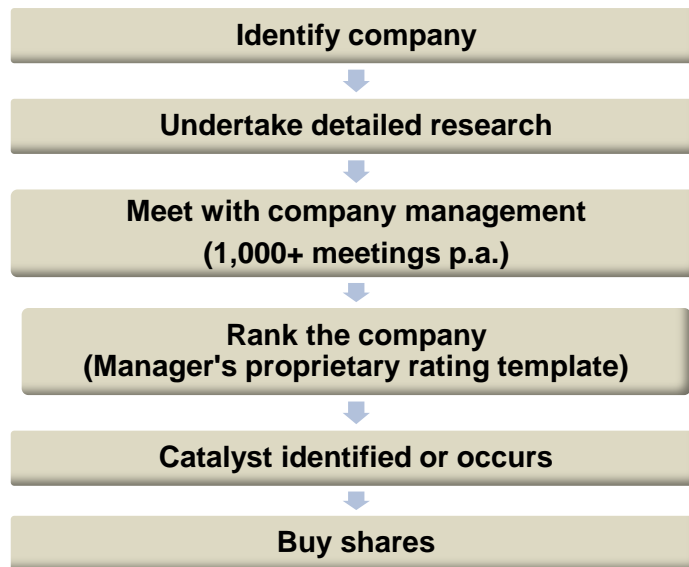 Identify company
Undertake detailed research
Meet with company management
(1,000+ meetings p.a.)
Rank the company
(Manager's proprietary rating template)
Catalyst identified or occurs
Buy shares